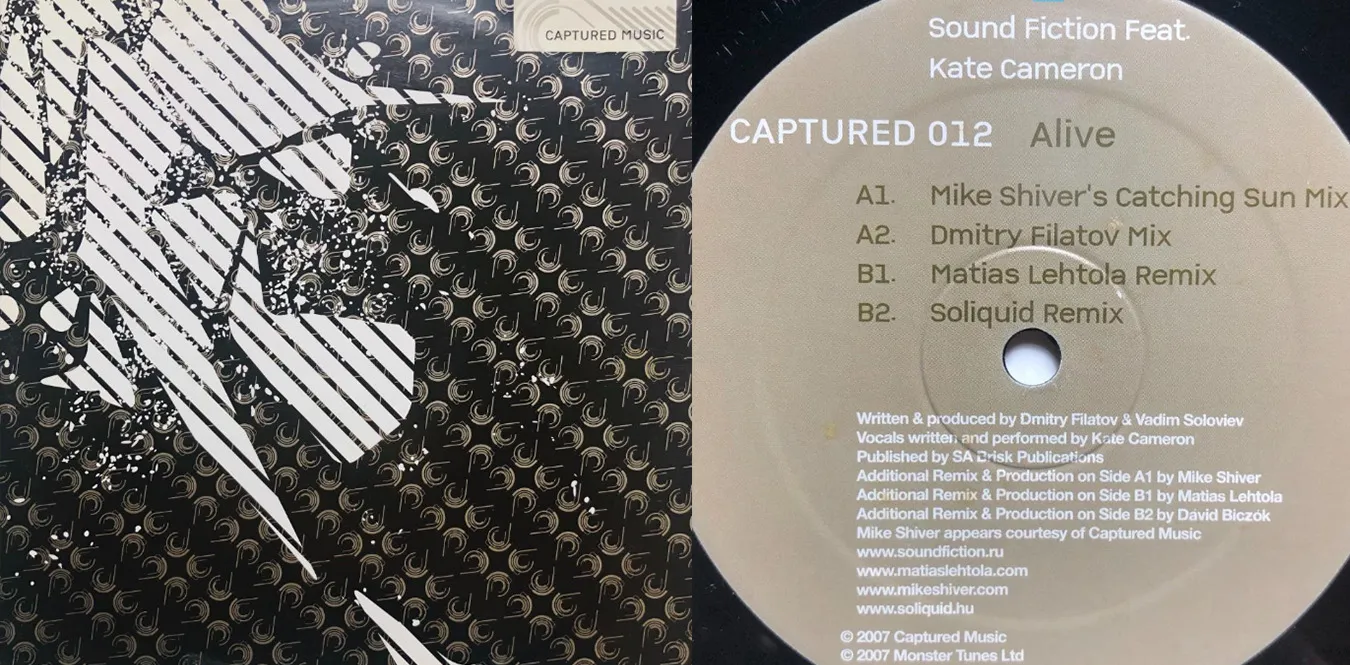 CAPTURED MUSIC
Sound Fiction Feat.
Kate Cameron
CAPTURED 012 Alive
A1. Mike Shiver's Catching Sun Mix
A2. Dmitry Filatov Mix
B1. Matias Lehtola Remix
B2. Soliquid Remix
Written & produced by Dmitry Filatov & Vadim Soloviev
Vocals written and performed by Kate Cameron
Published by SA Brisk Publications
Additional Remix & Production on Side A1 by Mike Shiver
Additional Remix & Production on Side B1 by Matias Lehtola
Additional Remix & Production on Side B2 by Dávid Biczók
Mike Shiver appears courtesy of Captured Music
www.soundfiction.ru
www.matiaslehtola.com
www.mikeshiver.com
www.soliquid.hu
© 2007 Captured Music
© 2007 Monster Tunes Ltd